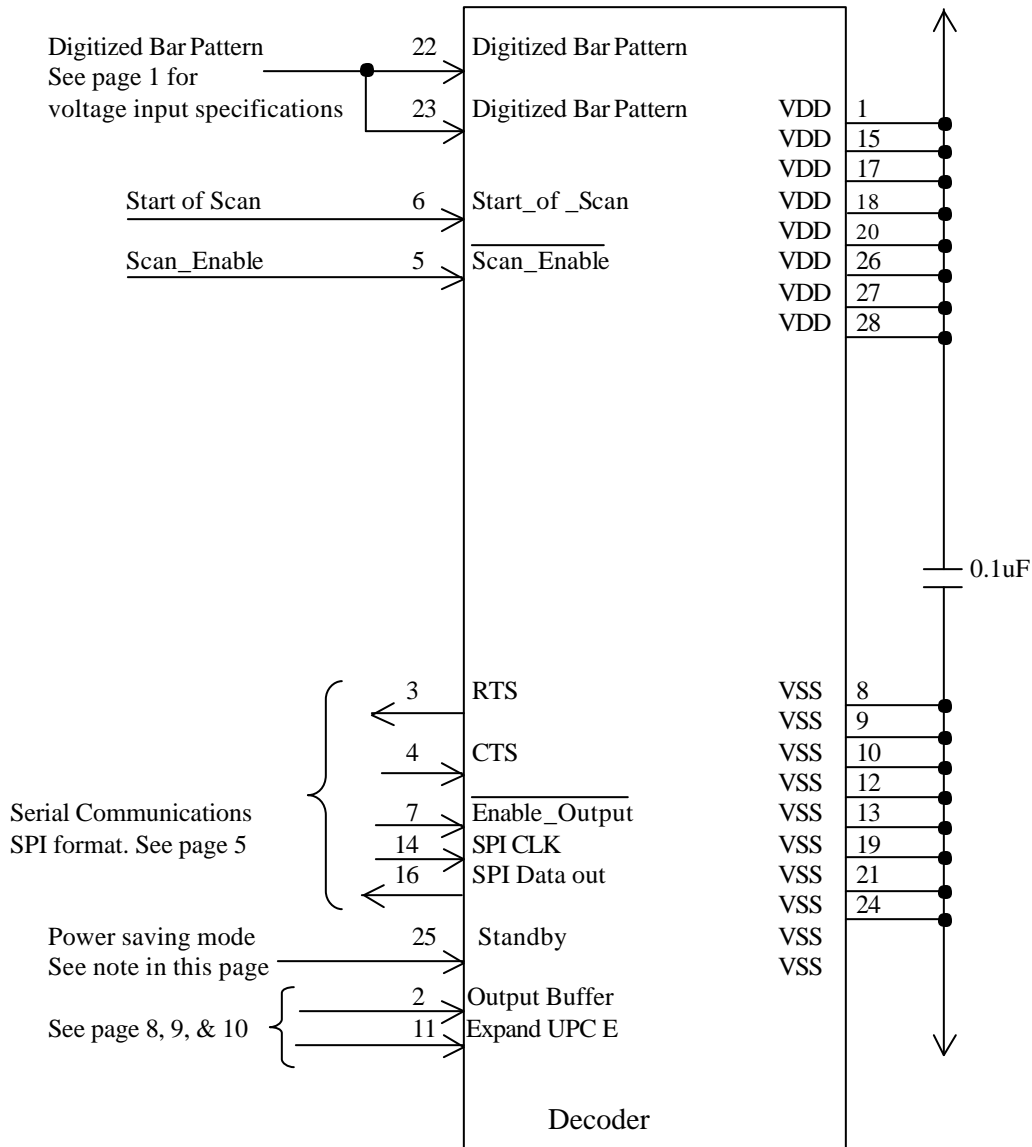 Digitized Bar Pattern
See page 1 for
voltage input specifications
22 Digitized Bar Pattern
23 Digitized Bar Pattern
Start of Scan 6 Start_of _Scan
Scan_Enable 5 Scan_Enable
VDD 1
VDD 15
VDD 17
VDD 18
VDD 20
VDD 26
VDD 27
VDD 28
0.1uF
Serial Communications
SPI format. See page 5
3 RTS
4 CTS
7 Enable_Output
14 SPI CLK
16 SPI Data out
Power saving mode
See note in this page
25 Standby
See page 8, 9, & 10
2 Output Buffer
11 Expand UPC E
VSS 8
VSS 9
VSS 10
VSS 12
VSS 13
VSS 19
VSS 21
VSS 24
VSS
VSS
Decoder